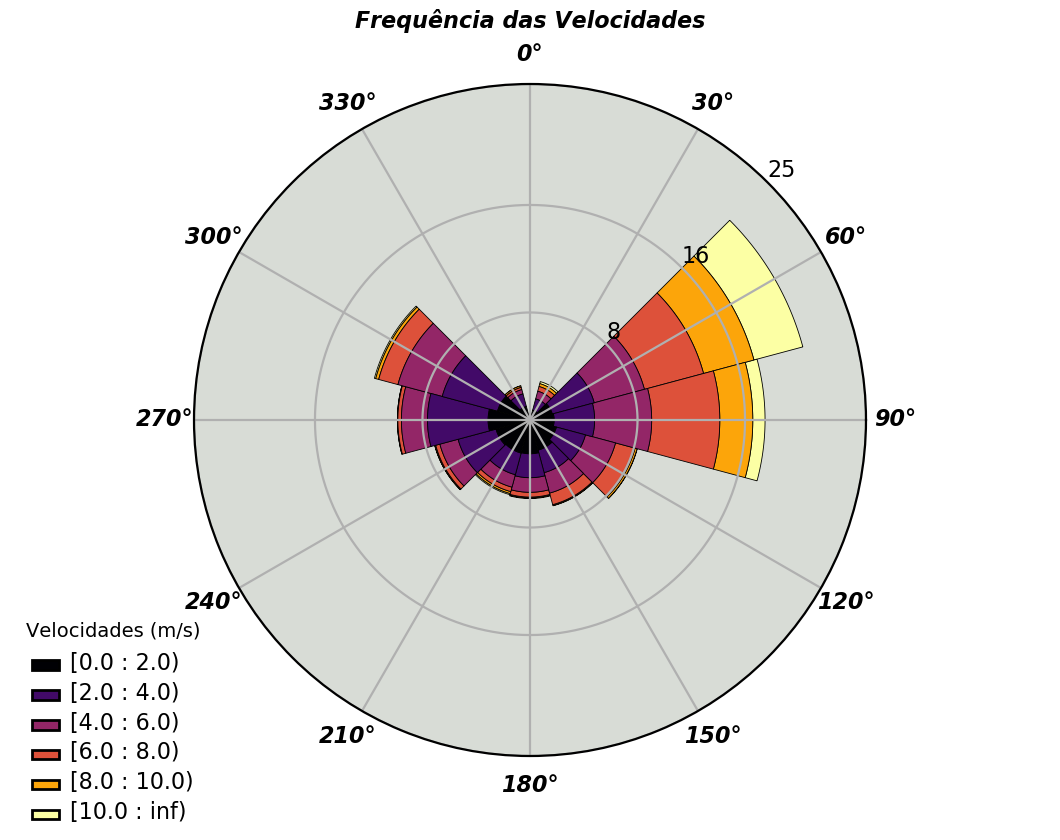 Frequência das Velocidades
0°
330°
30°
25
300°
60°
16
8
270°
90°
240°
120°
210°
150°
180°
Velocidades (m/s)
[0.0 : 2.0)
[2.0 : 4.0)
[4.0 : 6.0)
[6.0 : 8.0)
[8.0 : 10.0)
[10.0 : inf)